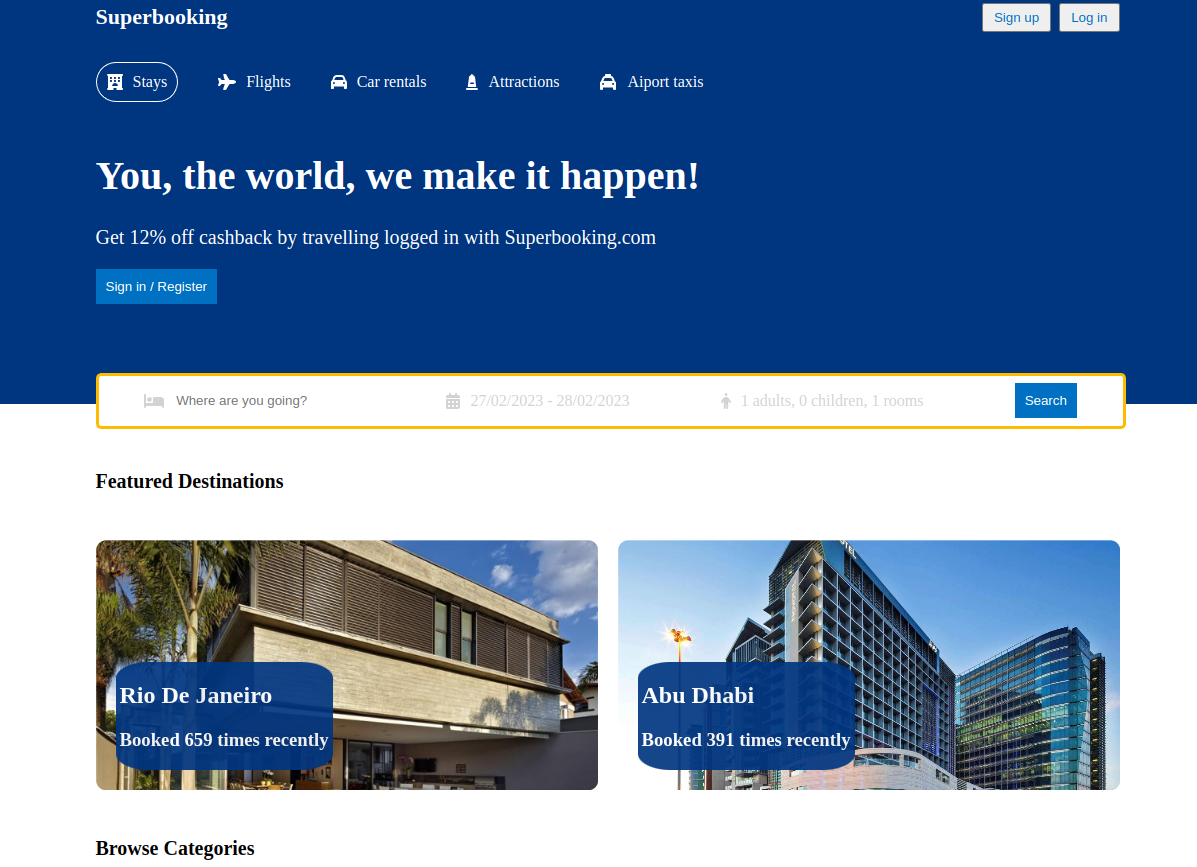 Superbooking
Sign up
Log in
Stays
Flights
Car rentals
Attractions
Aiport taxis
You, the world, we make it happen!
Get 12% off cashback by travelling logged in with Superbooking.com
Sign in / Register
Where are you going?
27/02/2023 - 28/02/2023
1 adults, 0 children, 1 rooms
Search
Featured Destinations
Rio De Janeiro
Booked 659 times recently
Abu Dhabi
Booked 391 times recently
Browse Categories